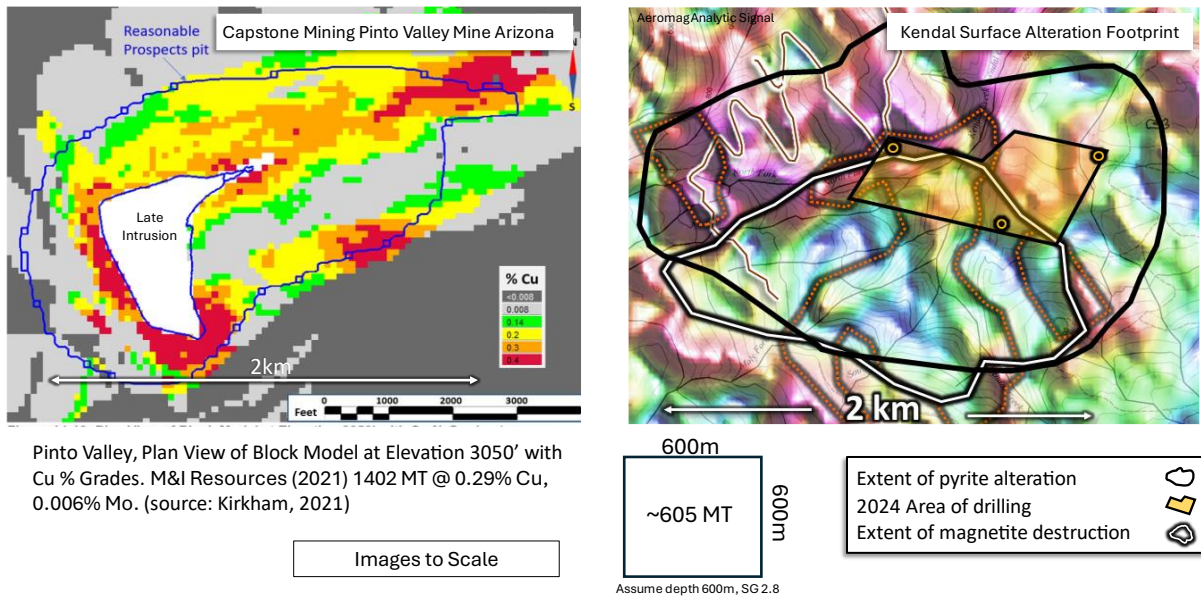 Capstone Mining Pinto Valley Mine Arizona
Reasonable
Prospects pit
S
Late
Intrusion
% Cu
<0.008
0.008
0.14
0.2
0.3
0.4
2km
0 1000 2000 3000
Feet
Pinto Valley, Plan View of Block Model at Elevation 3050’ with
Cu % Grades. M&I Resources (2021) 1402 MT @ 0.29% Cu,
0.006% Mo. (source: Kirkham, 2021)
Images to Scale
Aeromag Analytic Signal
Kendal Surface Alteration Footprint
2 km
600m
600m
~605 MT
Assume depth 600m, SG 2.8
Extent of pyrite alteration
2024 Area of drilling
Extent of magnetite destruction